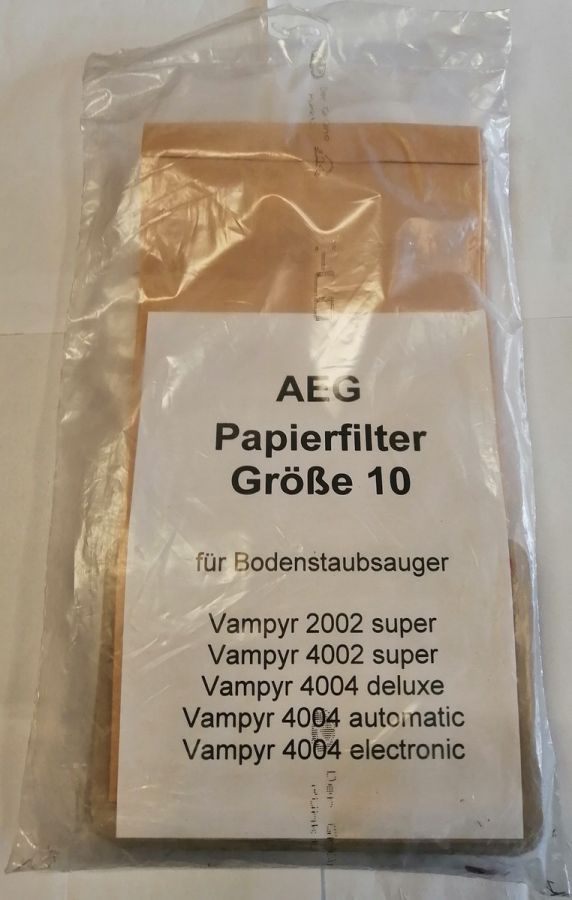 AEG
Papierfilter
Größe 10
für Bodenstaubsauger
Vampyr 2002 super
Vampyr 4002 super
Vampyr 4004 deluxe
Vampyr 4004 automatic
Vampyr 4004 electronic